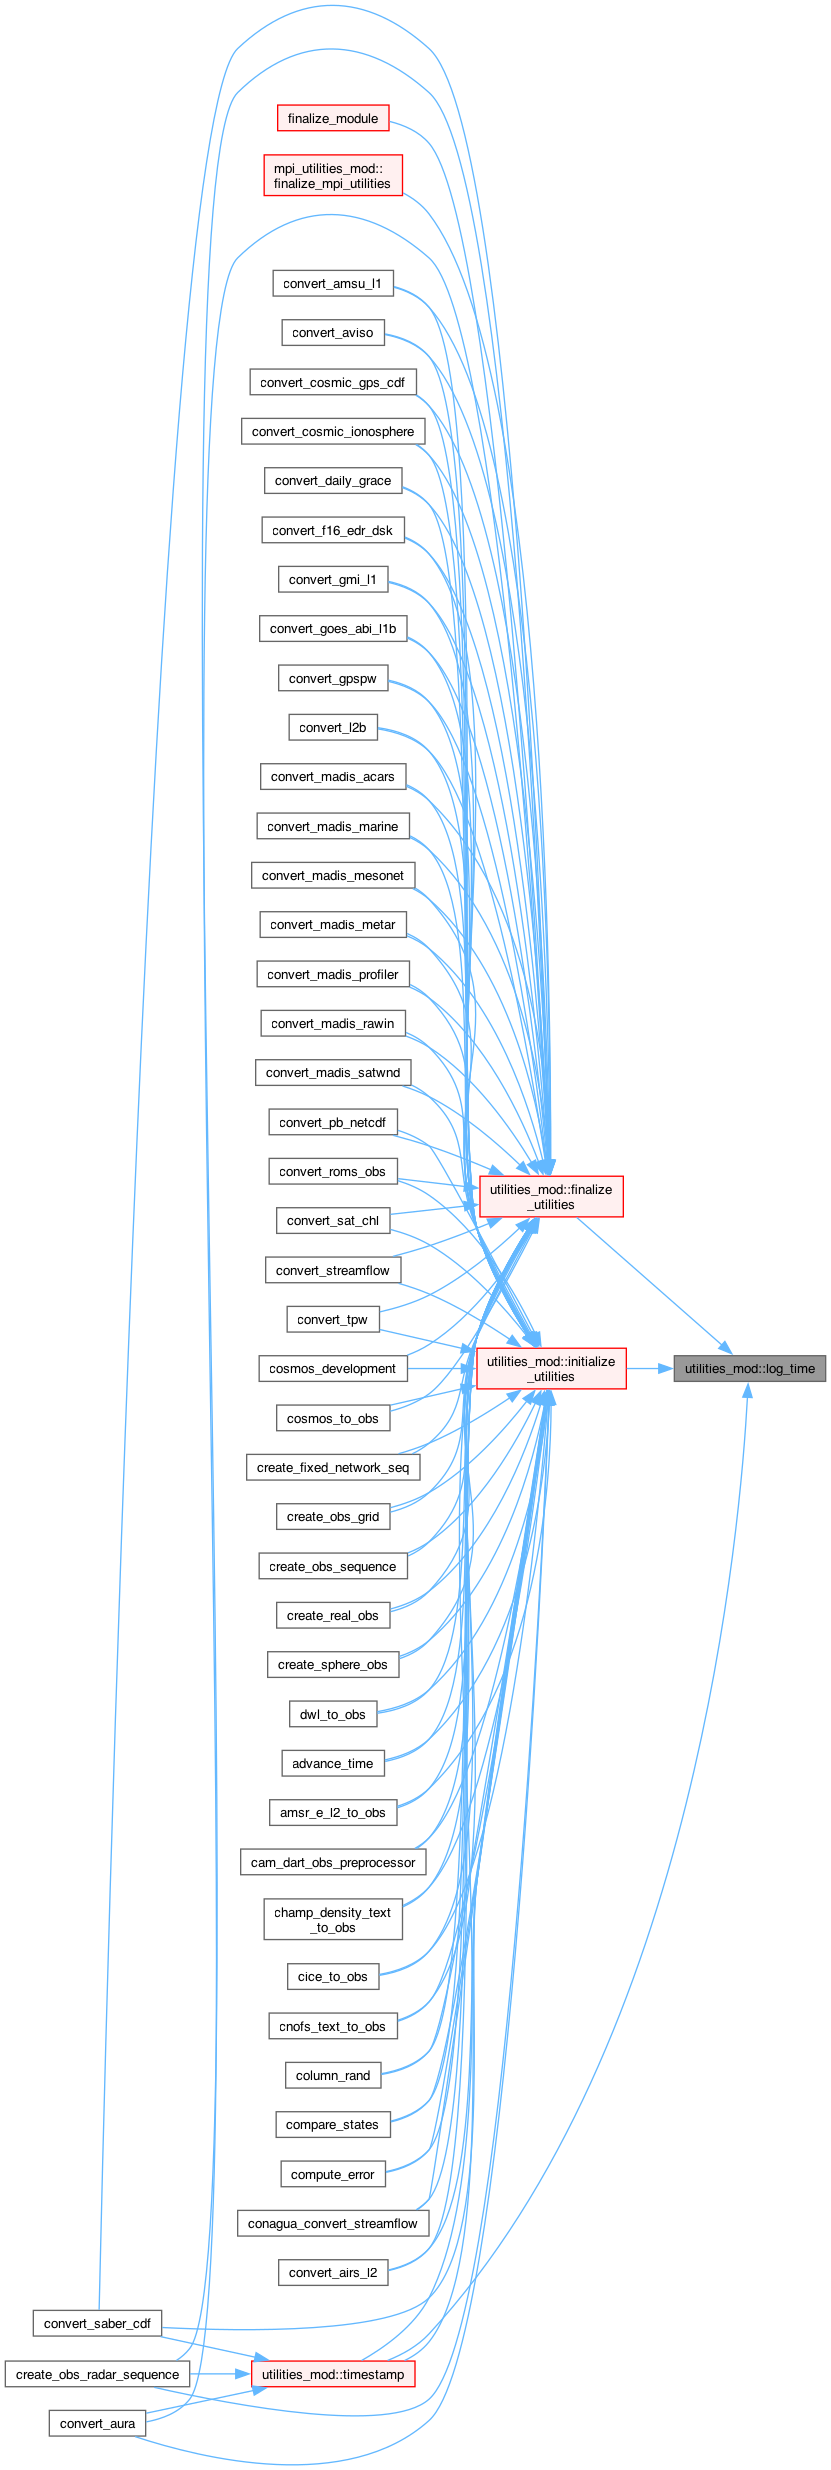 finalize_module
mpi_utilities_mod::
finalize_mpi_utilities
convert_amsu_l1
convert_aviso
convert_cosmic_gps_cdf
convert_cosmic_ionosphere
convert_daily_grace
convert_f16_edr_dsk
convert_gmi_l1
convert_goes_abi_l1b
convert_gpspw
convert_l2b
convert_madis_acars
convert_madis_marine
convert_madis_mesonet
convert_madis_metar
convert_madis_profiler
convert_madis_rawin
convert_madis_satwnd
convert_pb_netcdf
convert_roms_obs
utilities_mod::finalize
_utilities
convert_sat_chl
convert_streamflow
convert_tpw
cosmos_development
utilities_mod::initialize
_utilities
utilities_mod::log_time
cosmos_to_obs
create_fixed_network_seq
create_obs_grid
create_obs_sequence
create_real_obs
create_sphere_obs
dwl_to_obs
advance_time
amsr_e_l2_to_obs
cam_dart_obs_preprocessor
champ_density_text
_to_obs
cice_to_obs
cnofs_text_to_obs
column_rand
compare_states
compute_error
conagua_convert_streamflow
convert_airs_l2
convert_saber_cdf
create_obs_radar_sequence
utilities_mod::timestamp
convert_aura